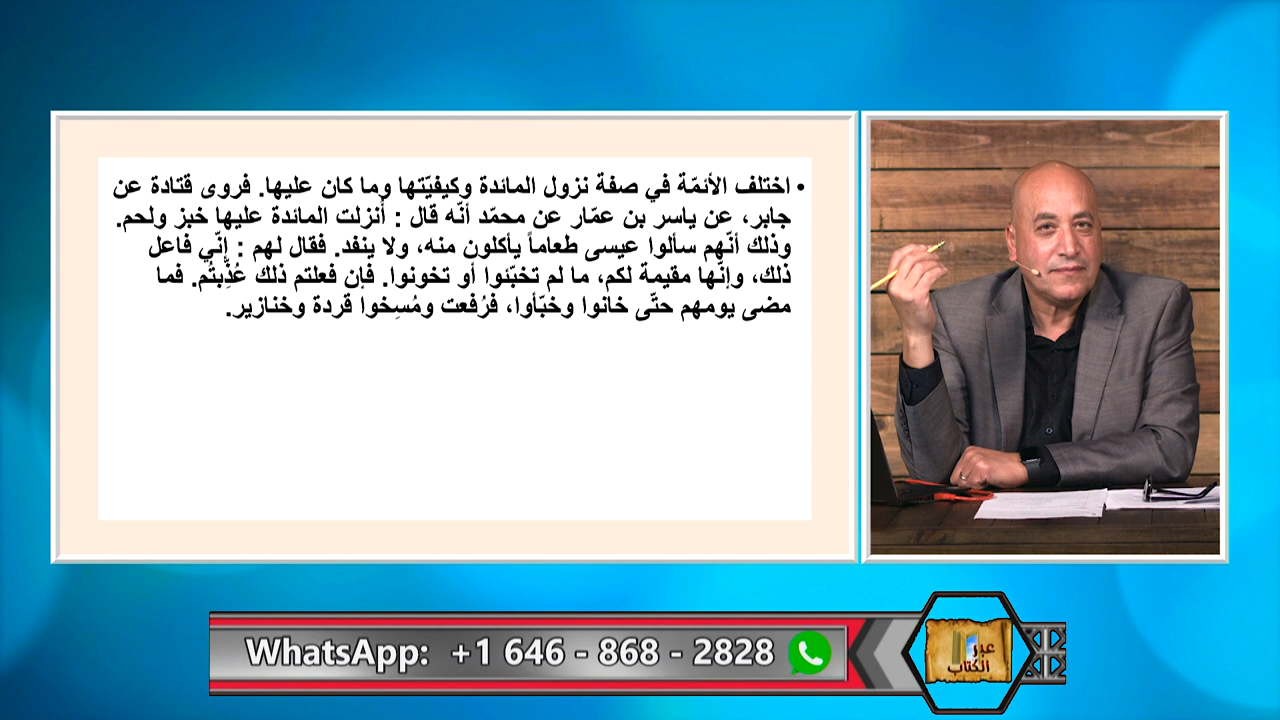 • اختلف الأئمّة في صفة نزول المائدة وكيفيّتها وما كان عليها. فروى قتادة عن
جابر، عن ياسر بن عمّار عن محمّد أنّه قال : أُنزلت المائدة عليها خبز ولحم.
وذلك أنّهم سألوا عيسى طعاماً يأكلون منه، ولا ينفد. فقال لهم : إنّي فاعل
ذلك، وإنّها مقيمة لكم، ما لم تخبّئوا أو تخونوا. فإن فعلتم ذلك عُذِّبتُم. فما
مضى يومهم حتّى خانوا وخبّأوا، فرُفعت ومُسِخوا قردة وخنازير.
WhatsApp: +1 646 - 868 - 2828
عبر
الكتاب